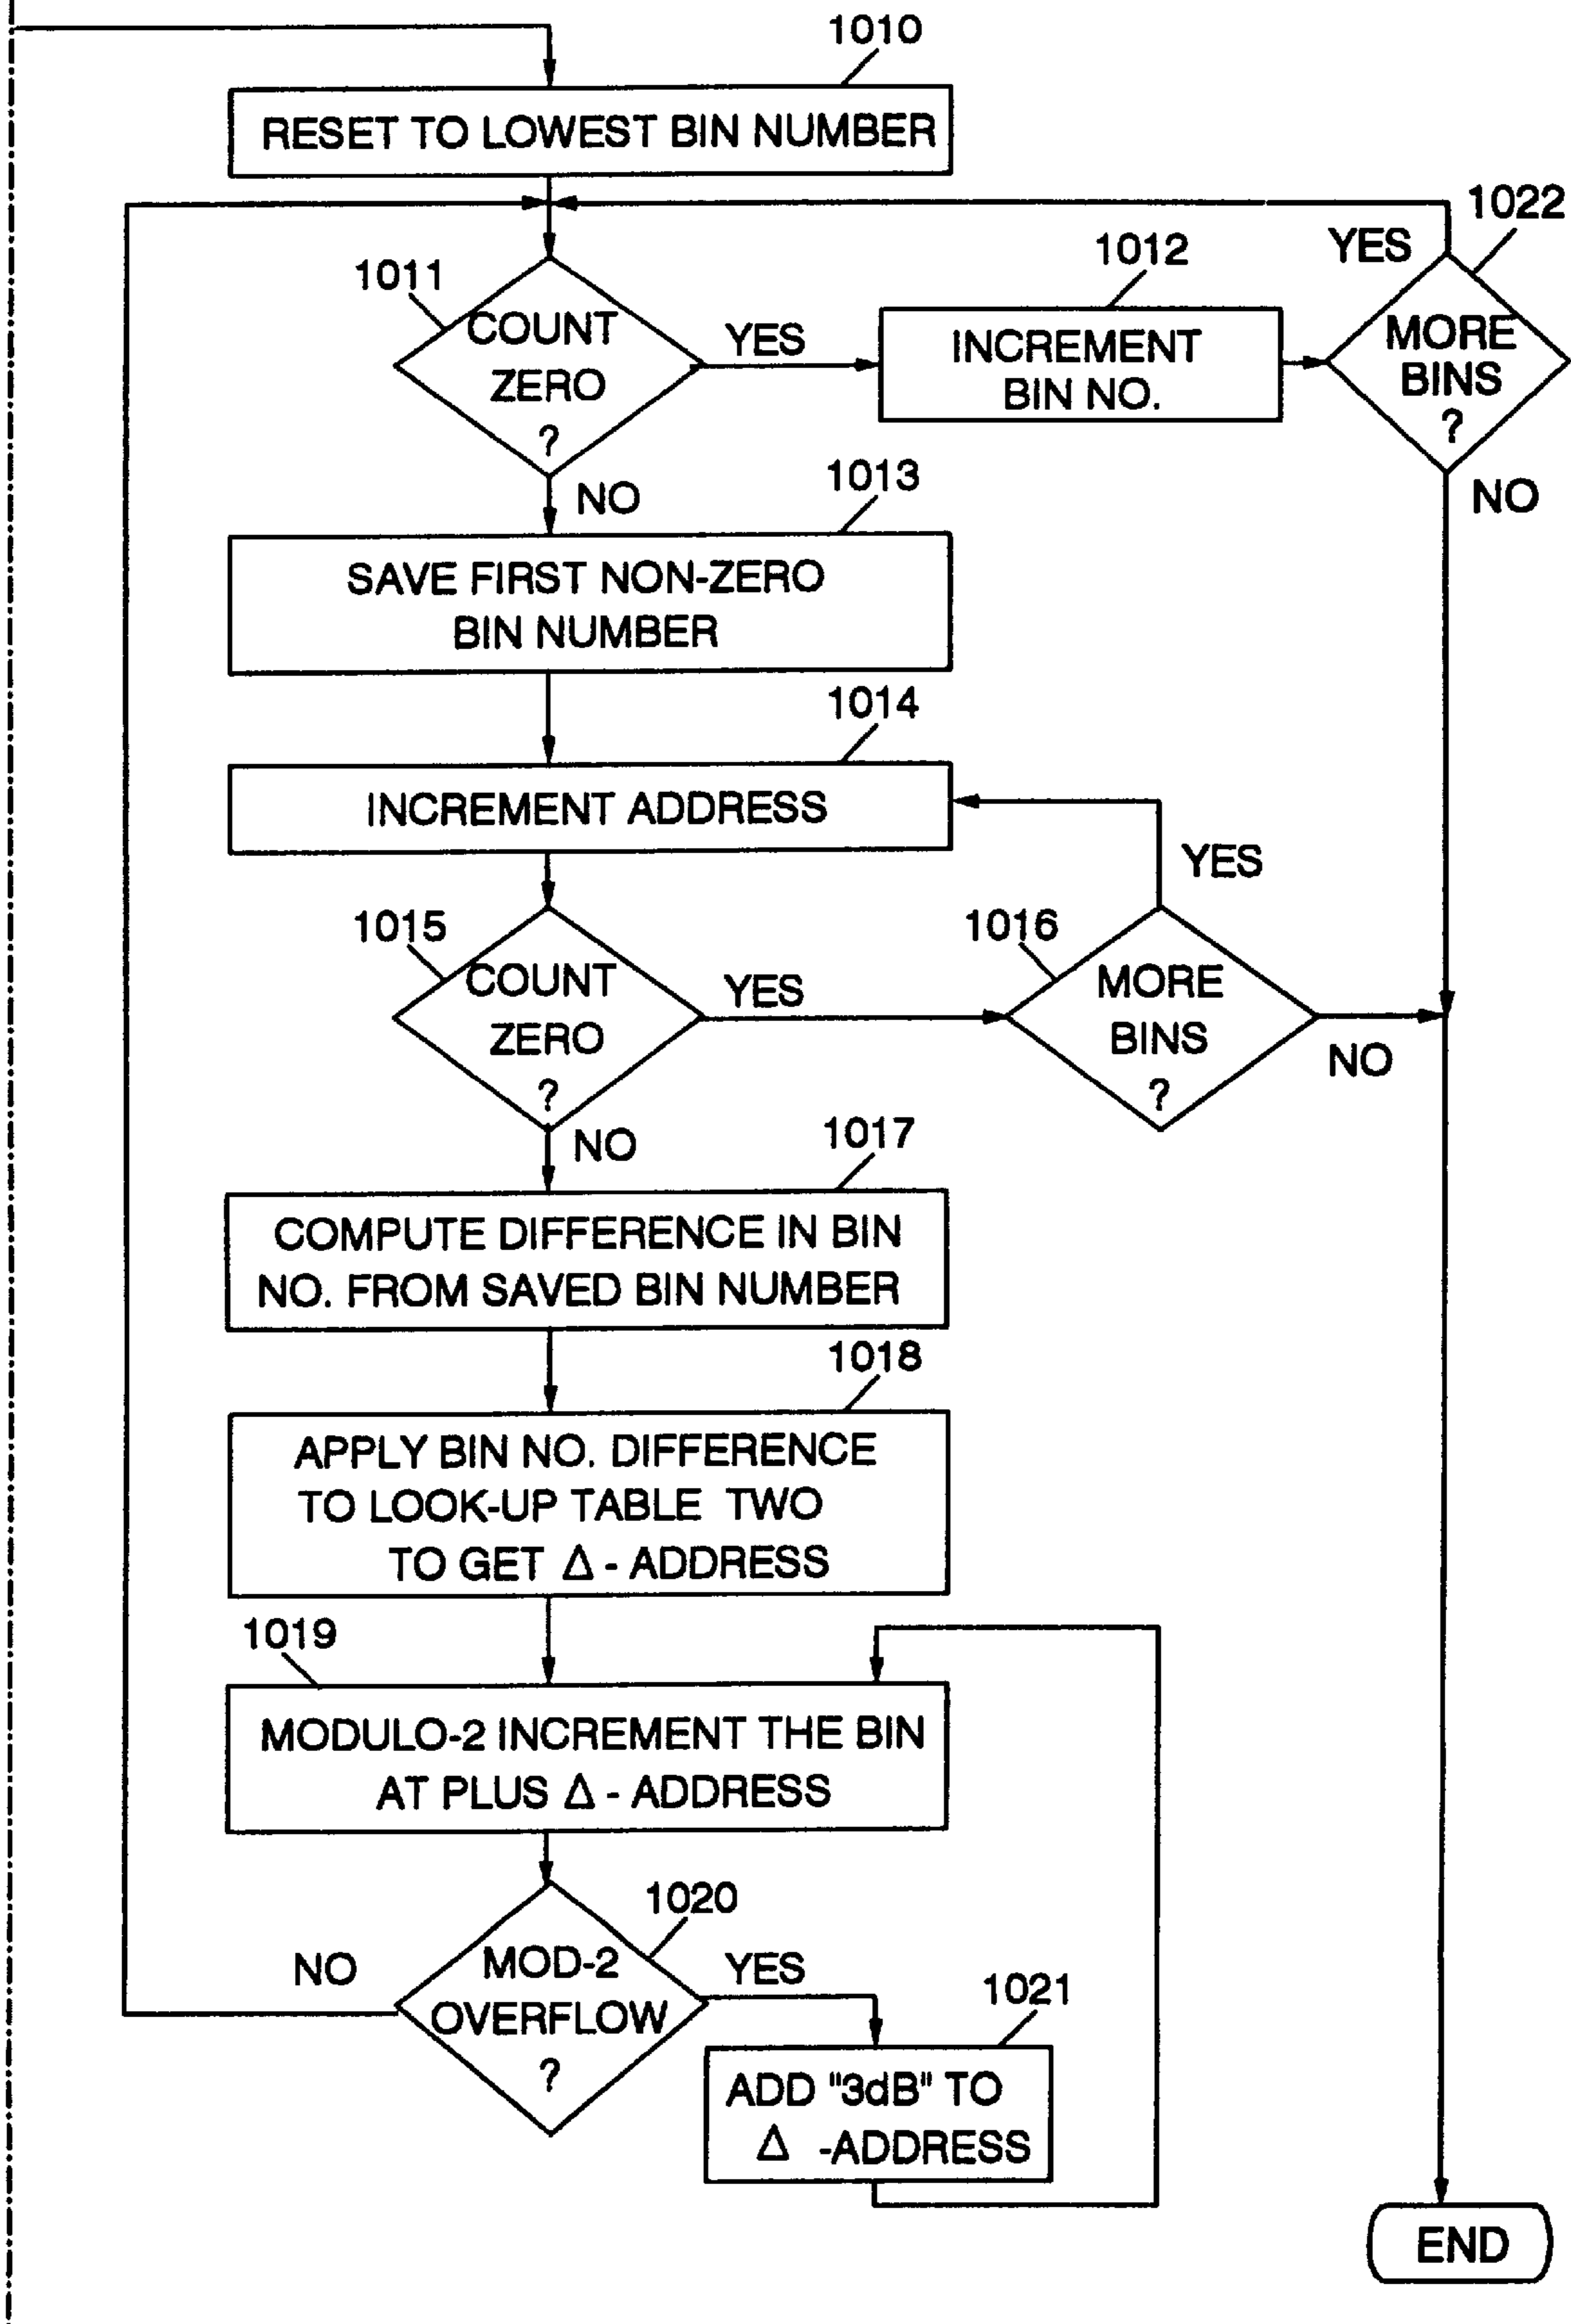 1010
RESET TO LOWEST BIN NUMBER
1022
YES
1012
1011
COUNT
ZERO
?
YES
INCREMENT
BIN NO.
MORE
BINS
?
NO
NO
1013
SAVE FIRST NON-ZERO
BIN NUMBER
1014
INCREMENT ADDRESS
YES
1015
COUNT
ZERO
?
YES
1016
MORE
BINS
?
NO
NO
1017
COMPUTE DIFFERENCE IN BIN
NO. FROM SAVED BIN NUMBER
1018
APPLY BIN NO. DIFFERENCE
TO LOOK-UP TABLE TWO
TO GET Δ - ADDRESS
1019
MODULO-2 INCREMENT THE BIN
AT PLUS Δ - ADDRESS
1020
NO
MOD-2
OVERFLOW
?
YES
1021
ADD "3dB" TO
Δ -ADDRESS
END